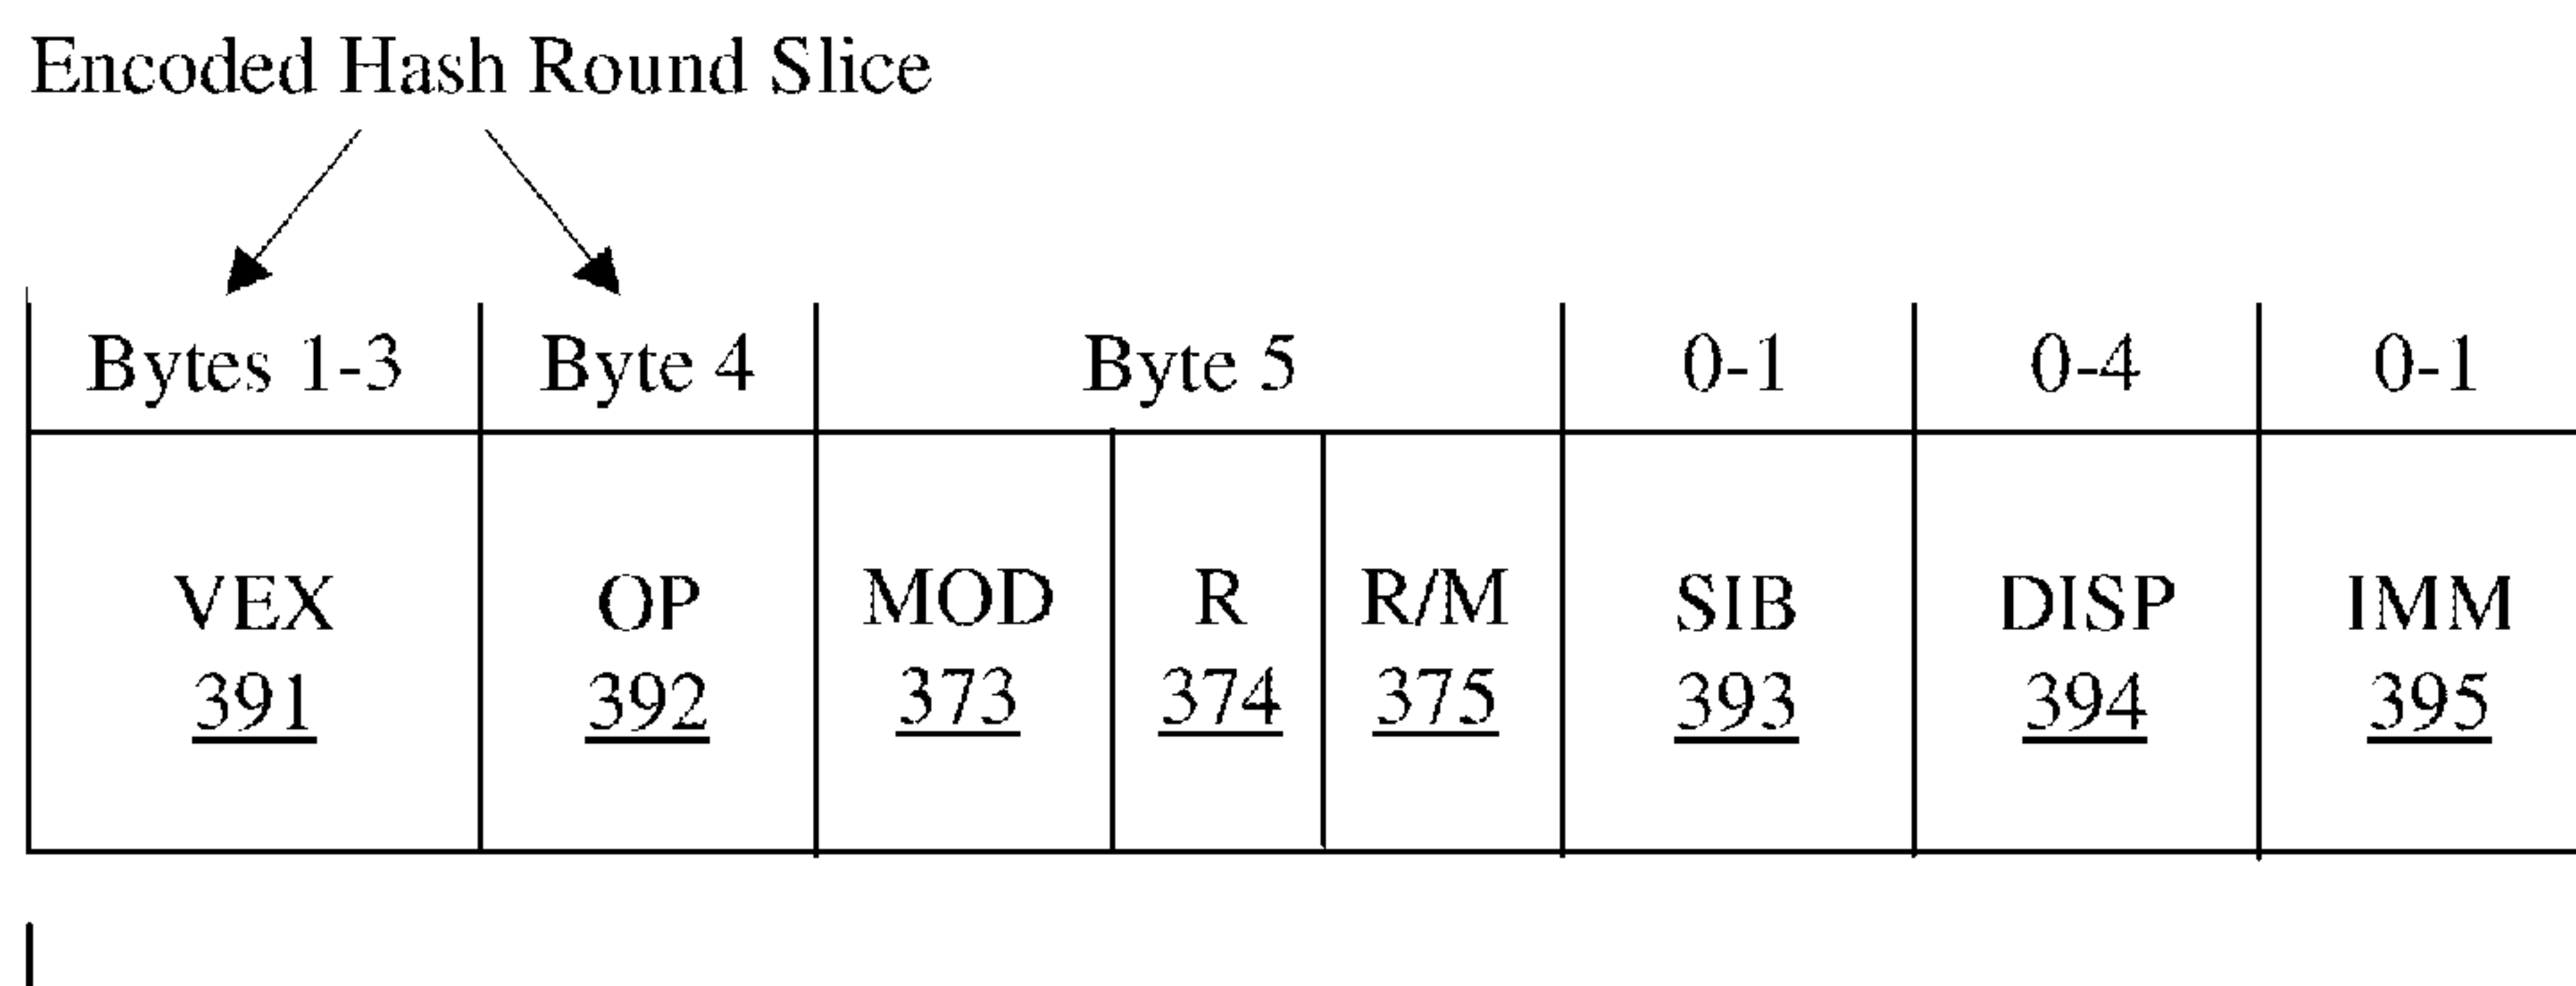 Encoded Hash Round Slice
Bytes 1-3 Byte 4 Byte 5 0-1 0-4 0-1
VEX OP MOD R R/M SIB DISP IMM
391 392 373 374 375 393 394 395